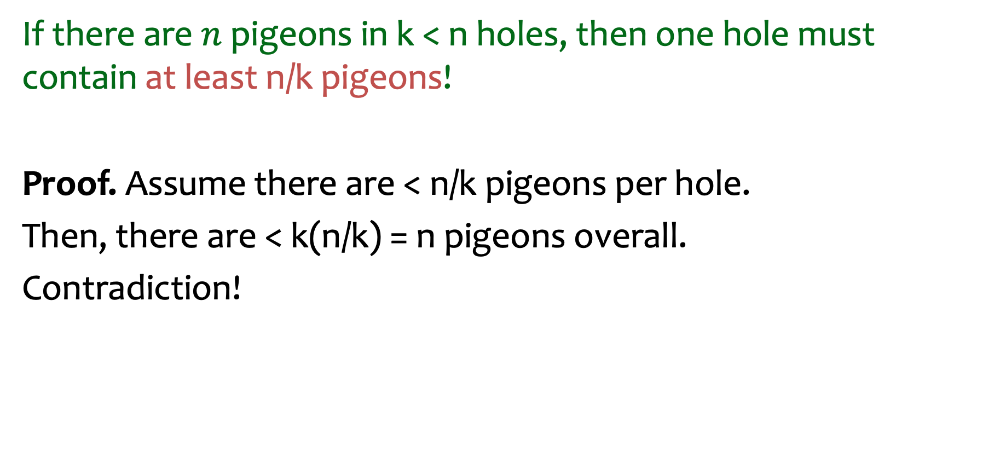 If there are n pigeons in k < n holes, then one hole must
contain at least n/k pigeons!
Proof. Assume there are < n/k pigeons per hole.
Then, there are < k(n/k) = n pigeons overall.
Contradiction!